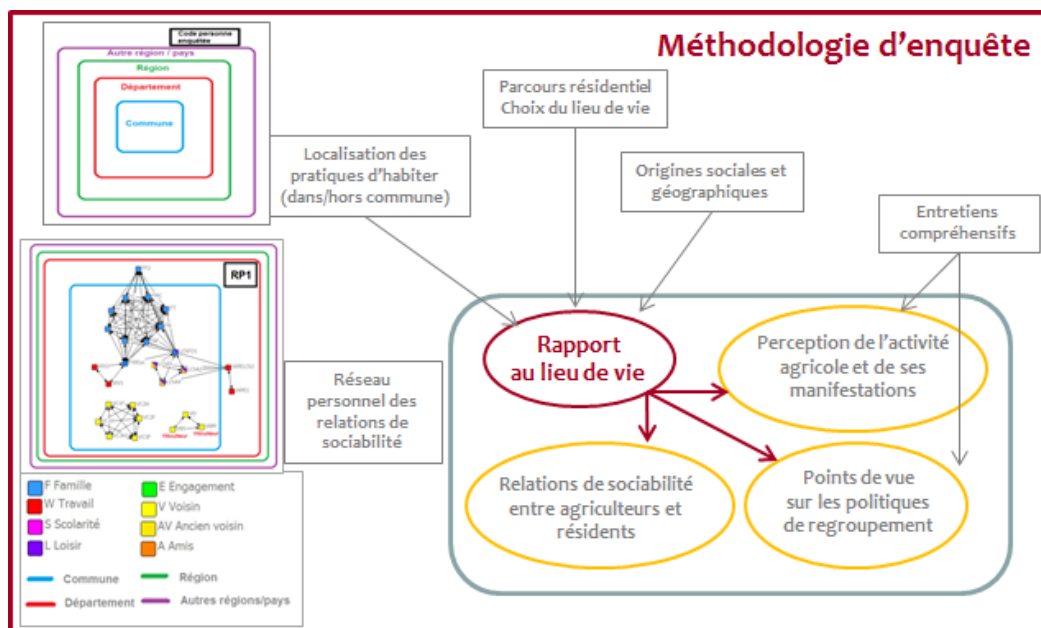 Méthodologie d'enquête
Code personne
enquêtée
Autre région / pays
Région
Département
Commune
Parcours résidentiel
Choix du lieu de vie
Localisation des
pratiques d'habiter
(dans/hors commune)
Origines sociales et
géographiques
Entretiens
compréhensifs
RP1
Réseau
personnel des
relations de
sociabilité
Rapport
au lieu de vie
Perception de l'activité
agricole et de ses
manifestations
Relations de sociabilité
entre agriculteurs et
résidents
Points de vue
sur les politiques
de regroupement
F Famille
W Travail
S Scolarité
L Loisir
E Engagement
V Voisin
AV Ancien voisin
A Amis
Commune
Département
Région
Autres régions/pays